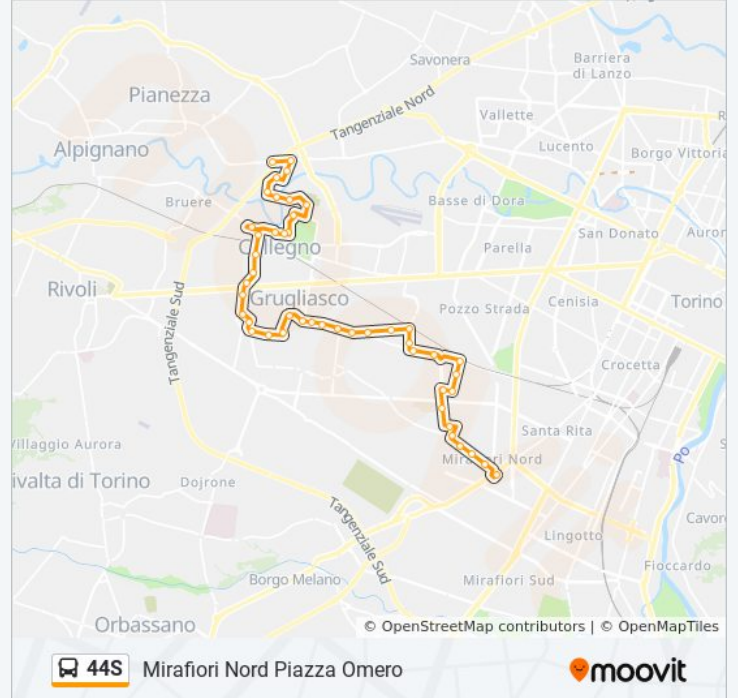 Savonera
Barriera
di Lanzo
Pianezza
Tangenziale Nord
Vallette
Alpignano
Lucento
Borgo Vittoria
Bruere
Basse di Dora
San Donato
Auror
Collegno
Parella
Rivoli
Grugliasco
Pozzo Strada
Cenisia
Torino
Tangenziale Sud
Crocetta
Santa Rita
Villaggio Aurora
Mirafiori Nord
Po
ivalta di Torino
Dojrone
Tangenziale Sud
Cavor
Lingotto
Fioccardo
Borgo Melano
Mirafiori Sud
Orbassano
© OpenStreetMap contributors | © OpenMapTiles
44S Mirafiori Nord Piazza Omero
moovit